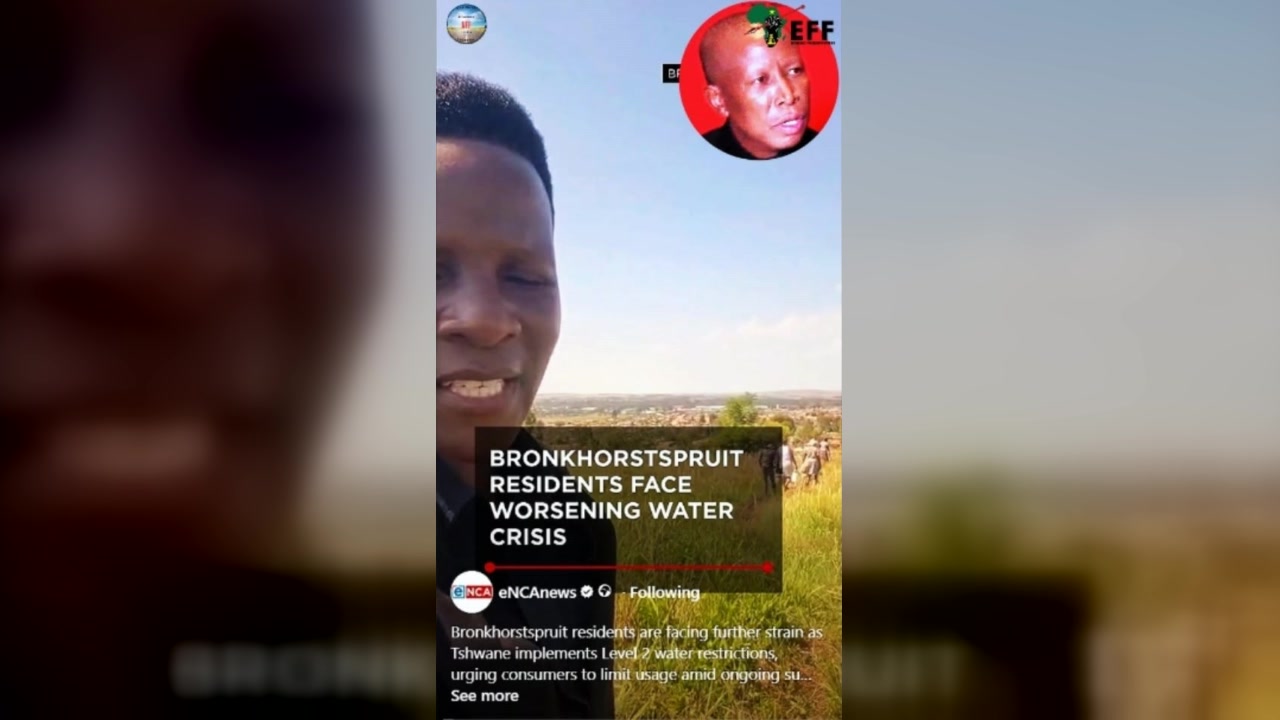 EFF
BRONKHORSTSPRUIT
RESIDENTS FACE
WORSENING WATER
CRISIS
eNCA eNCAnews · Following
Bronkhorstspruit residents are facing further strain as
Tshwane implements Level 2 water restrictions,
urging consumers to limit usage amid ongoing su...
See more